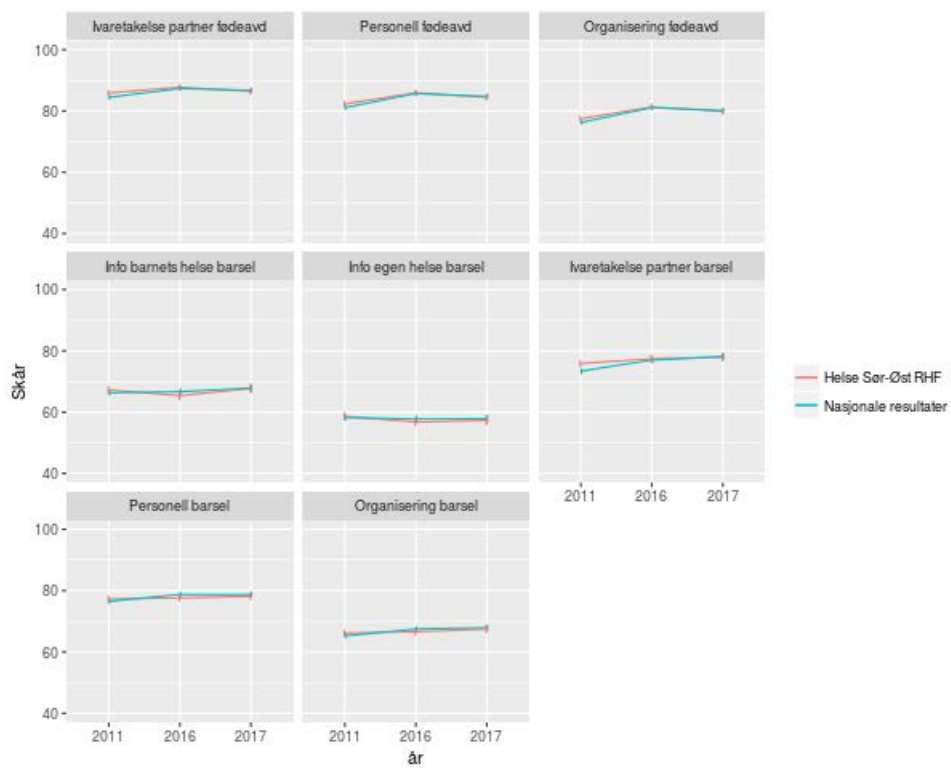 Ivaretakelse partner fødeavd
Personell fødeavd
Organisering fødeavd
100
80
60
40
Info barnets helse barsel
Info egen helse barsel
Ivaretakelse partner barsel
100
80
60
40
2011 2016 2017
Personell barsel
Organisering barsel
100
80
60
40
2011 2016 2017
2011 2016 2017
Skår
år
Helse Sør-Øst RHF
Nasjonale resultater